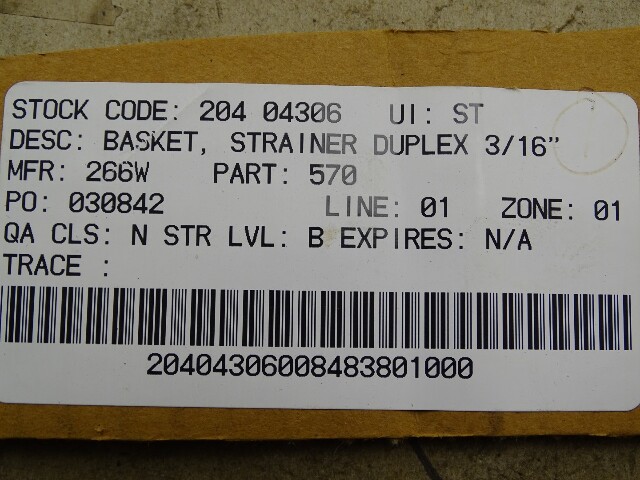 STOCK CODE: 204 04306 UI: ST
DESC: BASKET, STRAINER DUPLEX 3/16"
MFR: 266W PART: 570
PO: 030842 LINE: 01 ZONE: 01
QA CLS: N STR LVL: B EXPIRES: N/A
TRACE :
20404306008483801000